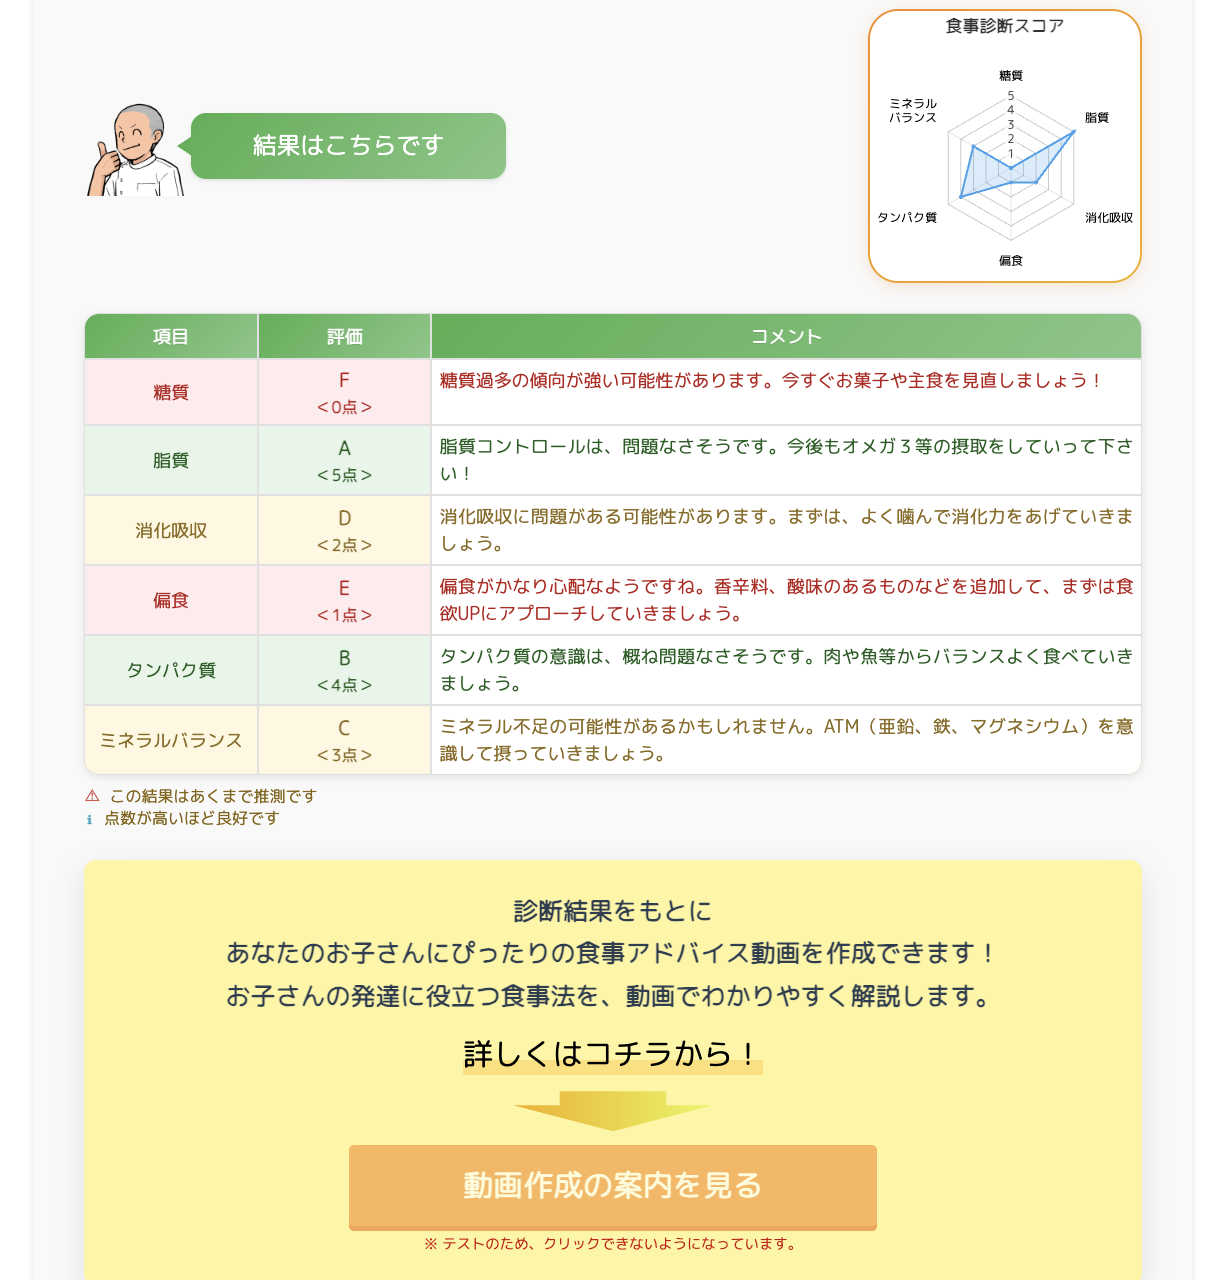 食事診断スコア
糖質
ミネラル
バランス
5
4
3
2
1
脂質
タンパク質
消化吸収
偏食
結果はこちらです
項目 評価 コメント
糖質
F
＜0点＞
糖質過多の傾向が強い可能性があります。今すぐお菓子や主食を見直しましょう！
脂質
A
＜5点＞
脂質コントロールは、問題なさそうです。今後もオメガ３等の摂取をしていって下さ
い！
消化吸収
D
＜2点＞
消化吸収に問題がある可能性があります。まずは、よく噛んで消化力をあげていきま
しょう。
偏食
E
＜1点＞
偏食がかなり心配なようですね。香辛料、酸味のあるものなどを追加して、まずは食
欲UPにアプローチしていきましょう。
タンパク質
B
＜4点＞
タンパク質の意識は、概ね問題なさそうです。肉や魚等からバランスよく食べていき
ましょう。
ミネラルバランス
C
＜3点＞
ミネラル不足の可能性があるかもしれません。ATM（亜鉛、鉄、マグネシウム）を意
識して摂っていきましょう。
⚠ この結果はあくまで推測です
ℹ 点数が高いほど良好です
診断結果をもとに
あなたのお子さんにぴったりの食事アドバイス動画を作成できます！
お子さんの発達に役立つ食事法を、動画でわかりやすく解説します。
詳しくはコチラから！
動画作成の案内を見る
※ テストのため、クリックできないようになっています。